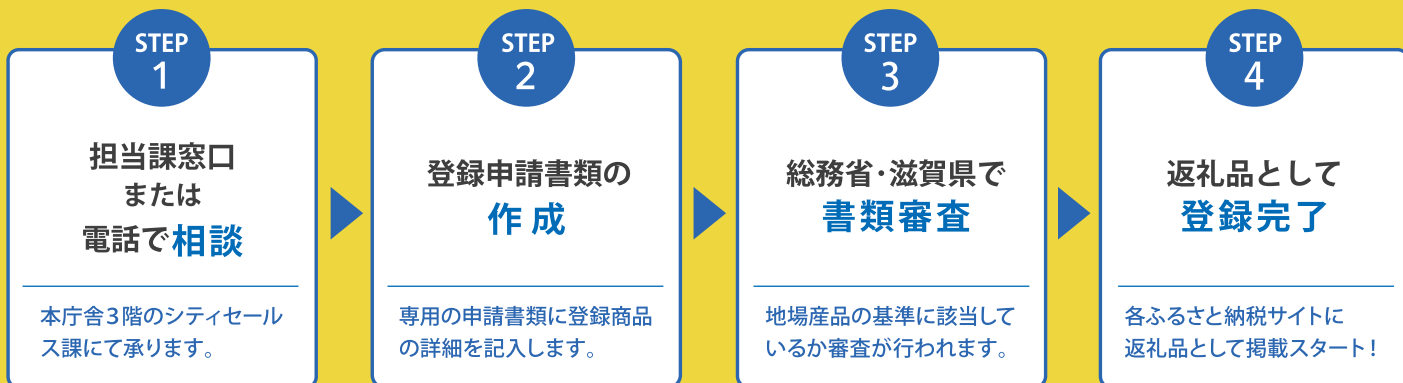 STEP
1
担当課窓口
または
電話で相談
本庁舎3階のシティセール
ス課にて承ります。
STEP
2
登録申請書類の
作成
専用の申請書類に登録商品
の詳細を記入します。
STEP
3
総務省・滋賀県で
書類審査
地場産品の基準に該当して
いるか審査が行われます。
STEP
4
返礼品として
登録完了
各ふるさと納税サイトに
返礼品として掲載スタート!